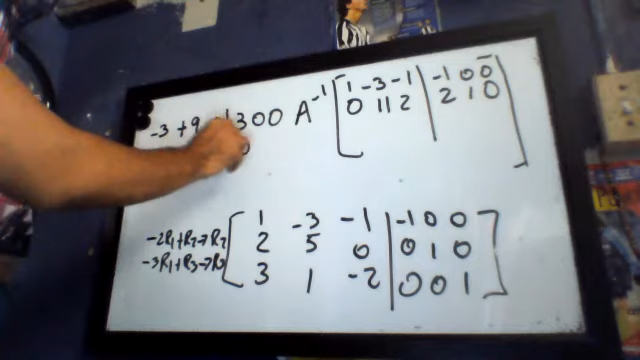 -3 + 9 1300 A⁻¹ [ 1 -3 -1 | -1 0 0
0 11 2 | 2 1 0 ]
[ 1 -3 -1 | -1 0 0
-2R₁+R₂→R₂ 2 5 0 | 0 1 0
-3R₁+R₃→R₃ 3 1 -2 | 0 0 1 ]